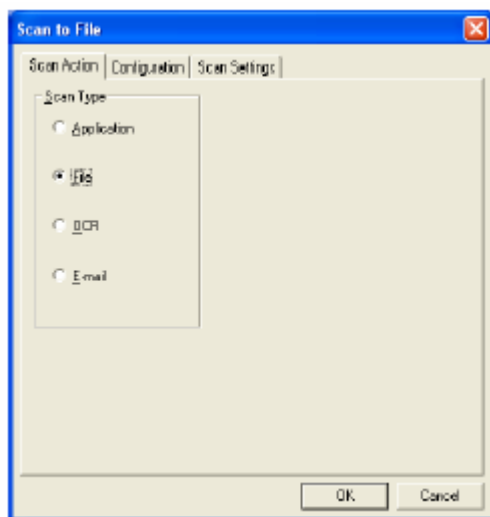 Scan to File
Scan Action Configuration Scan Settings
Scan Type
Application
File
OCR
E-mail
OK Cancel